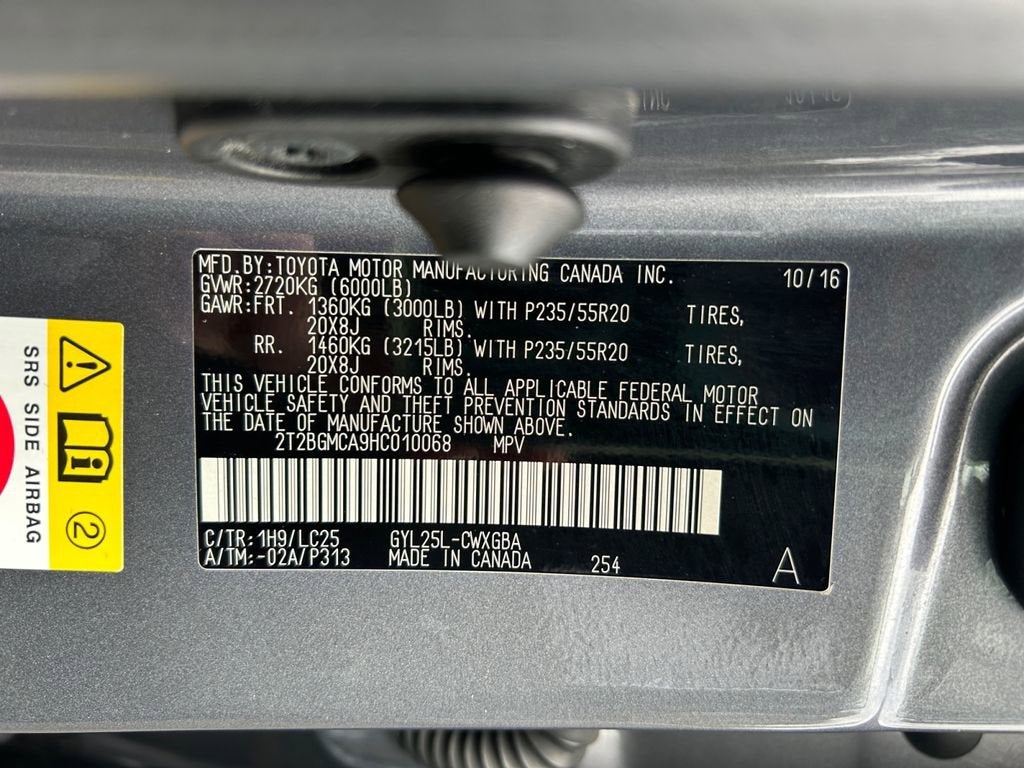 MFD.BY:TOYOTA MOTOR MANUFACTURING CANADA INC. 10/16
GVWR:2720KG (6000LB)
GAWR:FRT. 1360KG (3000LB) WITH P235/55R20 TIRES,
20X8J RIMS.
RR. 1460KG (3215LB) WITH P235/55R20 TIRES,
20X8J RIMS.
THIS VEHICLE CONFORMS TO ALL APPLICABLE FEDERAL MOTOR
VEHICLE SAFETY AND THEFT PREVENTION STANDARDS IN EFFECT ON
THE DATE OF MANUFACTURE SHOWN ABOVE.
2T2BGMCA9HC010068 MPV
C/TR:1H9/LC25 GYL25L-CWXGBA
A/TM:-02A/P313 MADE IN CANADA 254 A
SRS SIDE AIRBAG
2